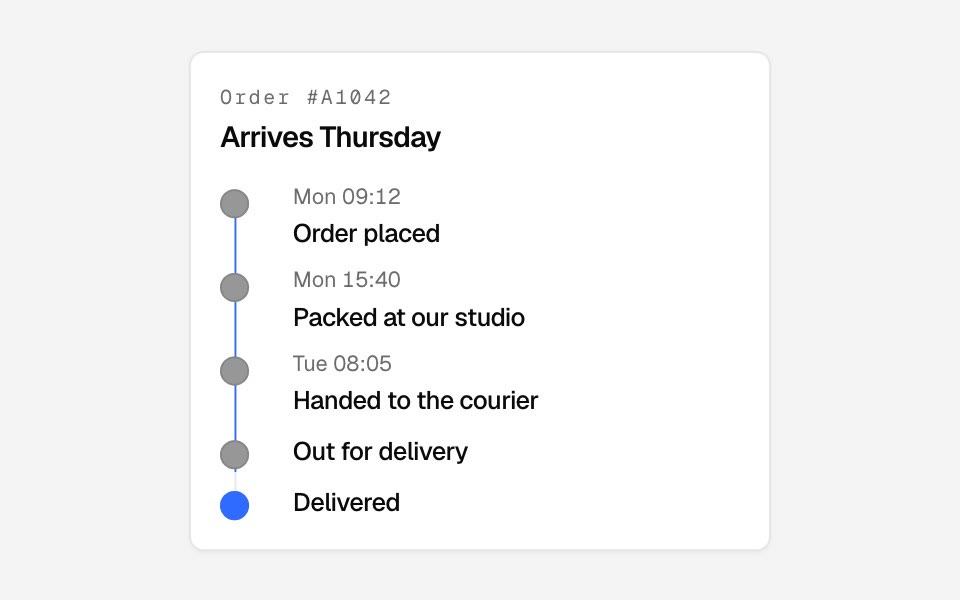 Order #A1042
Arrives Thursday
Mon 09:12
Order placed
Mon 15:40
Packed at our studio
Tue 08:05
Handed to the courier
Out for delivery
Delivered